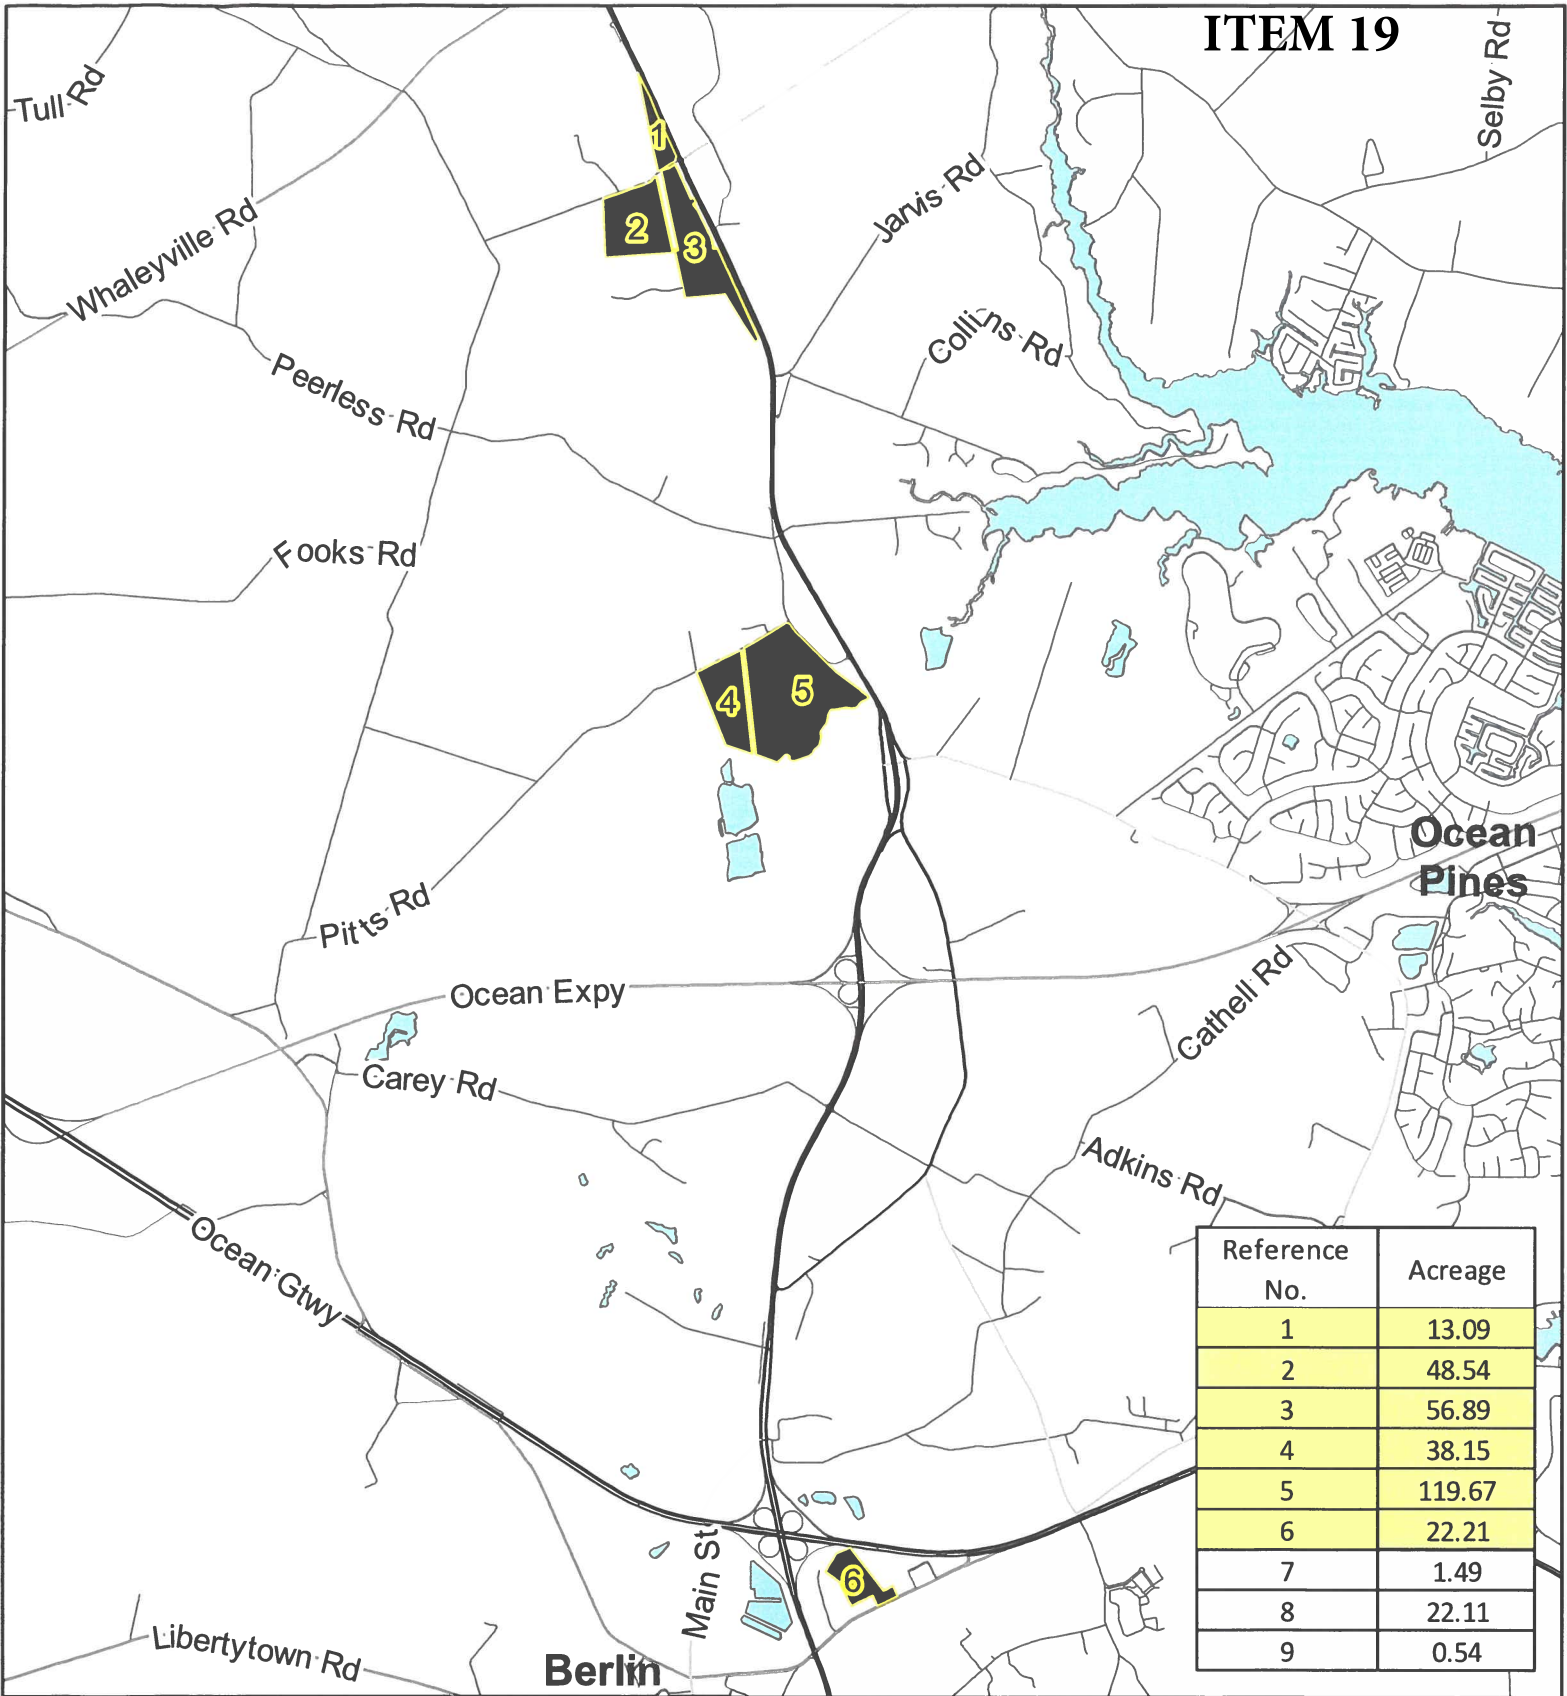 ITEM 19
Tull Rd
Selby Rd
1
2
3
Jarvis Rd
Whaleyville Rd
Collins Rd
Peerless Rd
Fooks Rd
4
5
Ocean
Pines
Pitts Rd
Ocean Expy
Cathell Rd
Carey Rd
Adkins Rd
Ocean Gtwy
Reference
No.
Acreage
1 13.09
2 48.54
3 56.89
4 38.15
5 119.67
6 22.21
7 1.49
8 22.11
9 0.54
6
Main St
Libertytown Rd
Berlin